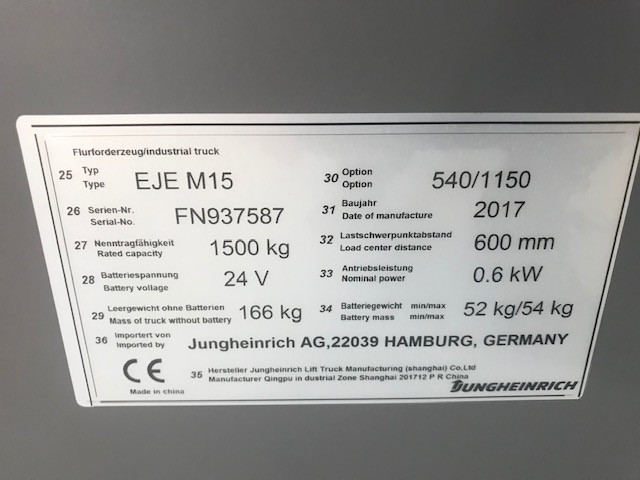 Flurförderzeug/industrial truck
25 Typ
Type
EJE M15
30 Option
Option
540/1150
26 Serien-Nr.
Serial-No.
FN937587
31 Baujahr
Date of manufacture
2017
27 Nenntragfähigkeit
Rated capacity
1500 kg
32 Lastschwerpunktabstand
Load center distance
600 mm
28 Batteriespannung
Battery vollage
24 V
33 Antriebsleistung
Nominal power
0.6 kW
29 Leergewicht ohne Batterien
Mass of truck without battery
166 kg
34 Batteriegewicht min/max
Battery mass min/max
52 kg/54 kg
36 Importert von
Imported by
Jungheinrich AG,22039 HAMBURG, GERMANY
CE
Made in china
35 Hersteller Jungheinrich Lift Truck Manufacturing (shanghai) Co,Ltd
Manufacturer Qingpu in dustrial Zone Shanghai 201712 P R China
JUNGHEINRICH